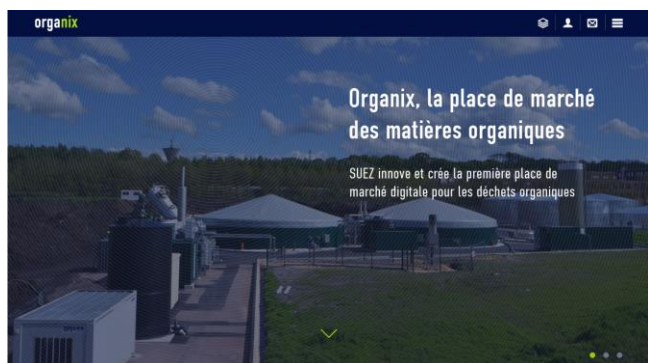 organix
Organix, la place de marché
des matières organiques
SUEZ innove et crée la première place de
marché digitale pour les déchets organiques